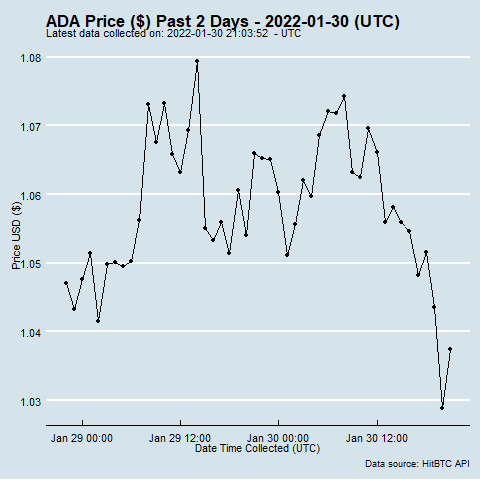 ADA Price ($) Past 2 Days - 2022-01-30 (UTC)
Latest data collected on: 2022-01-30 21:03:52 - UTC
1.08
1.07
1.06
1.05
1.04
1.03
Price USD ($)
Jan 29 00:00 Jan 29 12:00 Jan 30 00:00 Jan 30 12:00
Date Time Collected (UTC)
Data source: HitBTC API